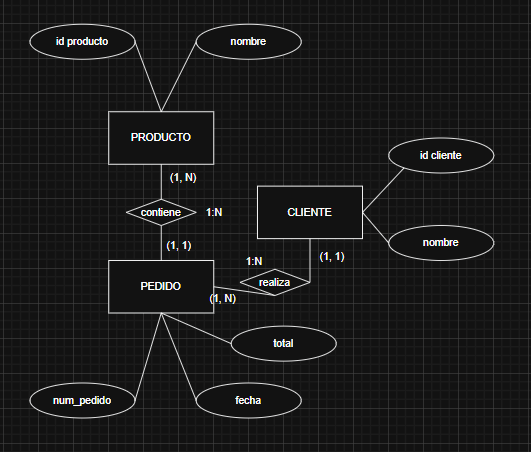 id producto
nombre
PRODUCTO
(1, N)
contiene
1:N
(1, 1)
PEDIDO
id cliente
CLIENTE
nombre
(1, 1)
1:N
realiza
(1, N)
total
num_pedido
fecha